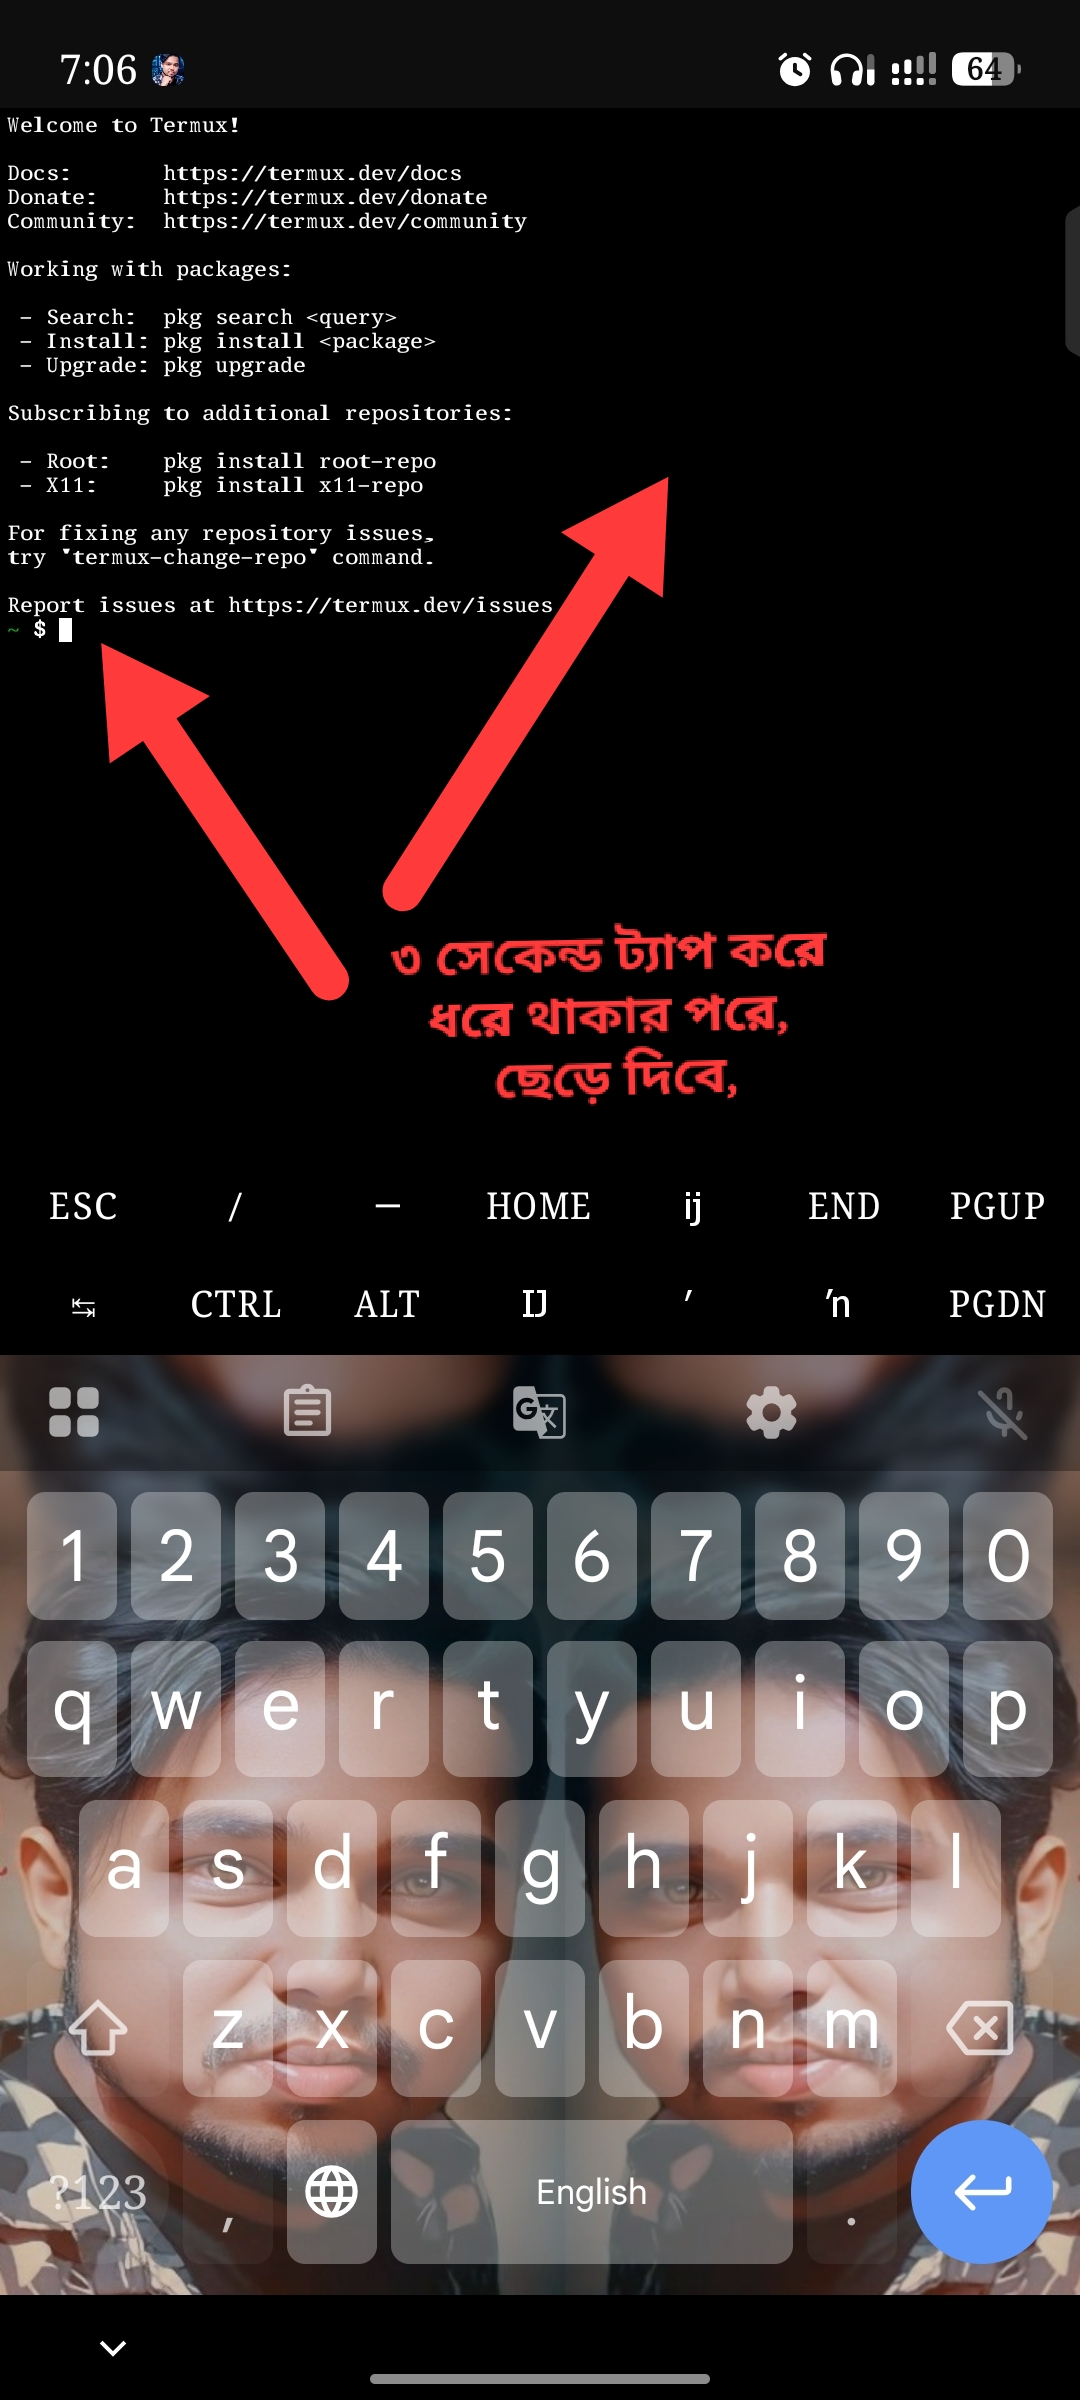 7:06 64
Welcome to Termux!
Docs: https://termux.dev/docs
Donate: https://termux.dev/donate
Community: https://termux.dev/community
Working with packages:
- Search: pkg search <query>
- Install: pkg install <package>
- Upgrade: pkg upgrade
Subscribing to additional repositories:
- Root: pkg install root-repo
- X11: pkg install x11-repo
For fixing any repository issues,
try 'termux-change-repo' command.
Report issues at https://termux.dev/issues
~ $
৩ সেকেন্ড ট্যাপ করে
ধরে থাকার পরে,
ছেড়ে দিবে,
ESC / — HOME ij END PGUP
↹ CTRL ALT IJ ′ ŉ PGDN
1 2 3 4 5 6 7 8 9 0
q w e r t y u i o p
a s d f g h j k l
z x c v b n m
?123 , English .